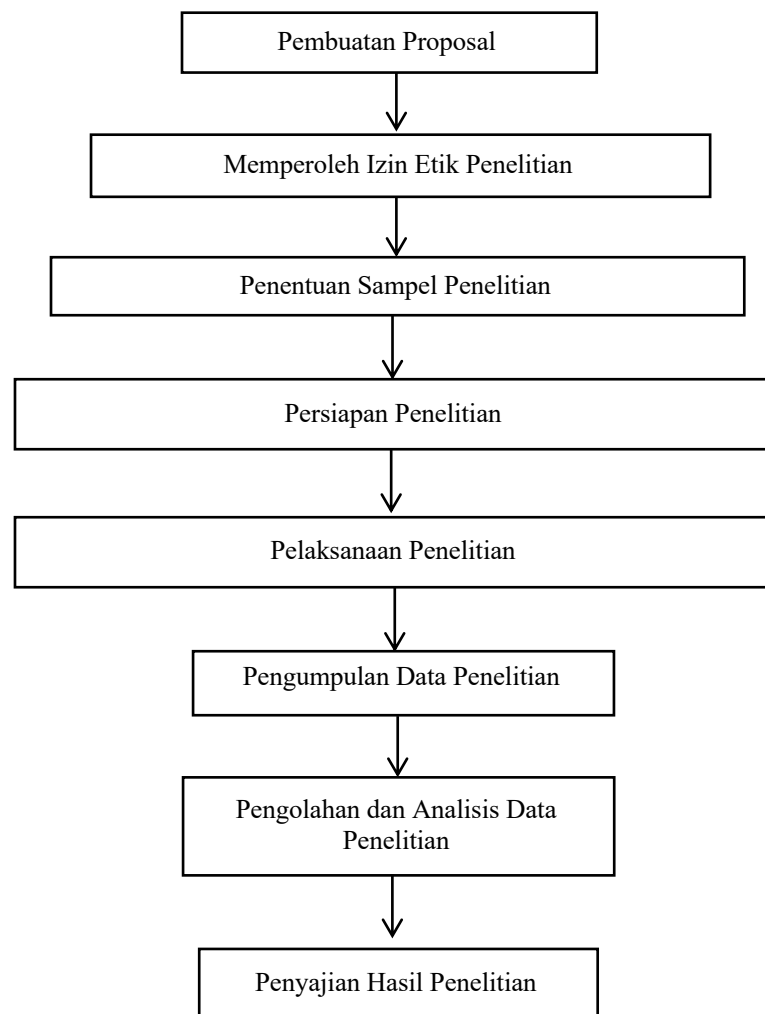 Pembuatan Proposal
Memperoleh Izin Etik Penelitian
Penentuan Sampel Penelitian
Persiapan Penelitian
Pelaksanaan Penelitian
Pengumpulan Data Penelitian
Pengolahan dan Analisis Data
Penelitian
Penyajian Hasil Penelitian